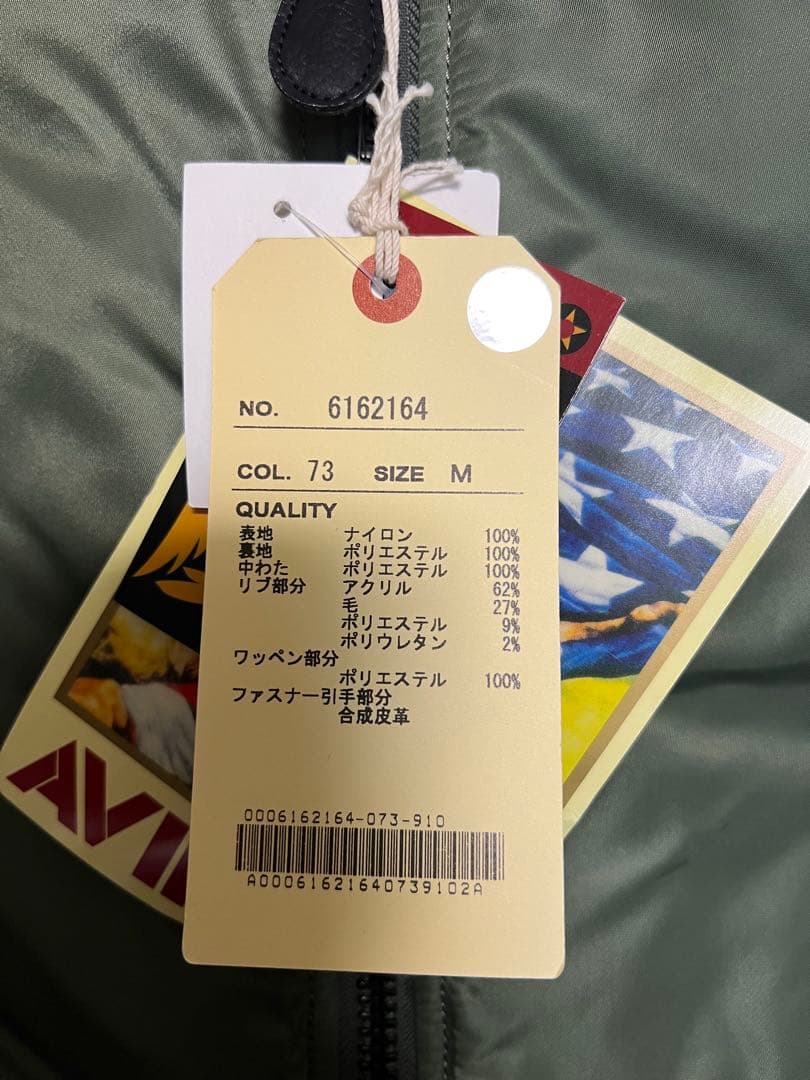 NO. 6162164
COL. 73 SIZE M
QUALITY
表地 ナイロン 100%
裏地 ポリエステル 100%
中わた ポリエステル 100%
リブ部分 アクリル 62%
毛 27%
ポリエステル 9%
ポリウレタン 2%
ワッペン部分
ポリエステル 100%
ファスナー引手部分
合成皮革
0006162164-073-910
A00061621640739102A
AVI